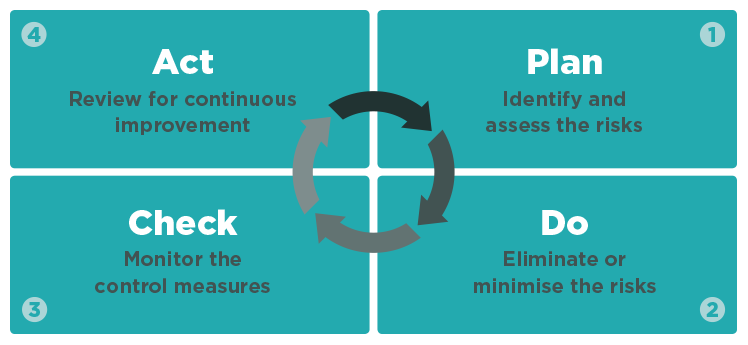 4
Act
Review for continuous
improvement
1
Plan
Identify and
assess the risks
Check
Monitor the
control measures
3
Do
Eliminate or
minimise the risks
2